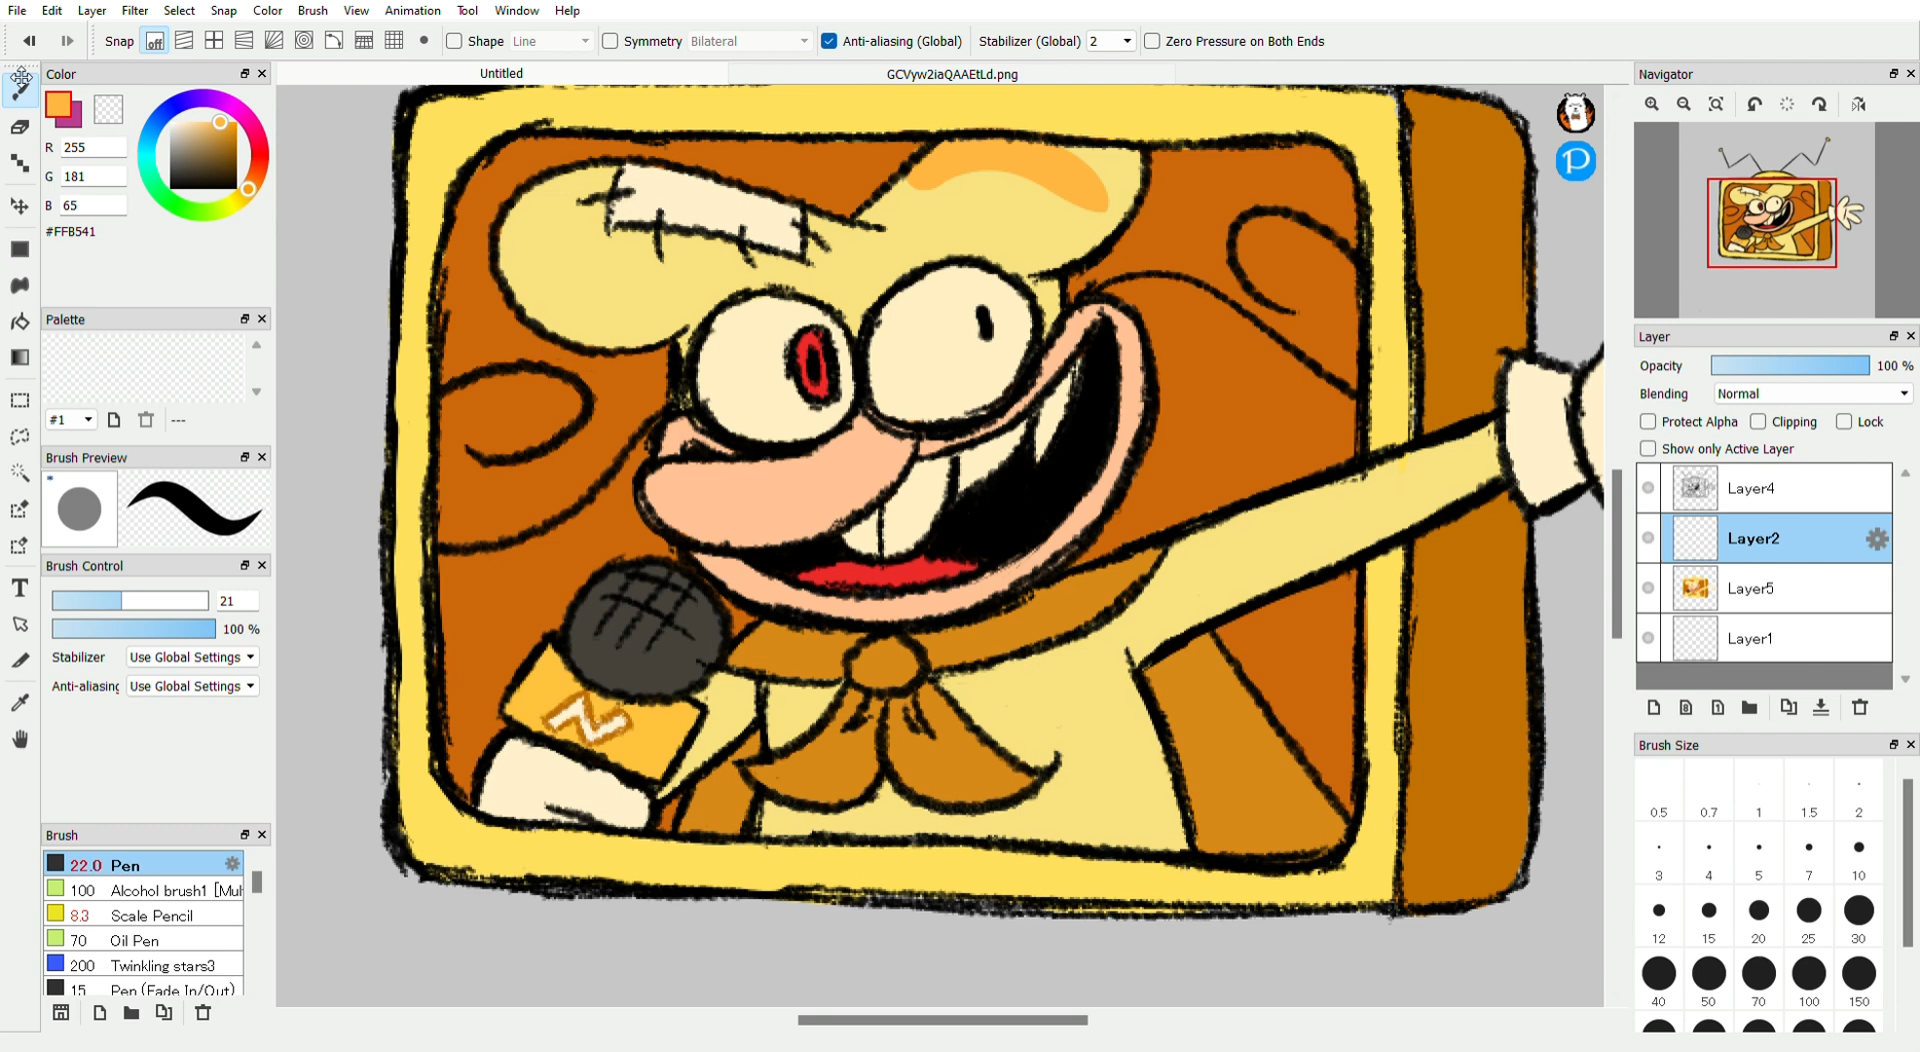 File Edit Layer Filter Select Snap Color Brush View Animation Tool Window Help
Snap off Shape Line Symmetry Bilateral Anti-aliasing (Global) Stabilizer (Global) 2 Zero Pressure on Both Ends
Color
R 255
G 181
B 65
#FFB541
Palette
#1 ---
Brush Preview
Brush Control
21
100 %
Stabilizer Use Global Settings
Anti-aliasing Use Global Settings
Brush
22.0 Pen
100 Alcohol brush1 [Mul
8.3 Scale Pencil
70 Oil Pen
200 Twinkling stars3
15 Pen (Fade In/Out)
Untitled
GCVyw2iaQAAEtLd.png
P
N
Navigator
Layer
Opacity 100 %
Blending Normal
Protect Alpha Clipping Lock
Show only Active Layer
Layer4
Layer2
Layer5
Layer1
Brush Size
0.5 0.7 1 1.5 2
3 4 5 7 10
12 15 20 25 30
40 50 70 100 150